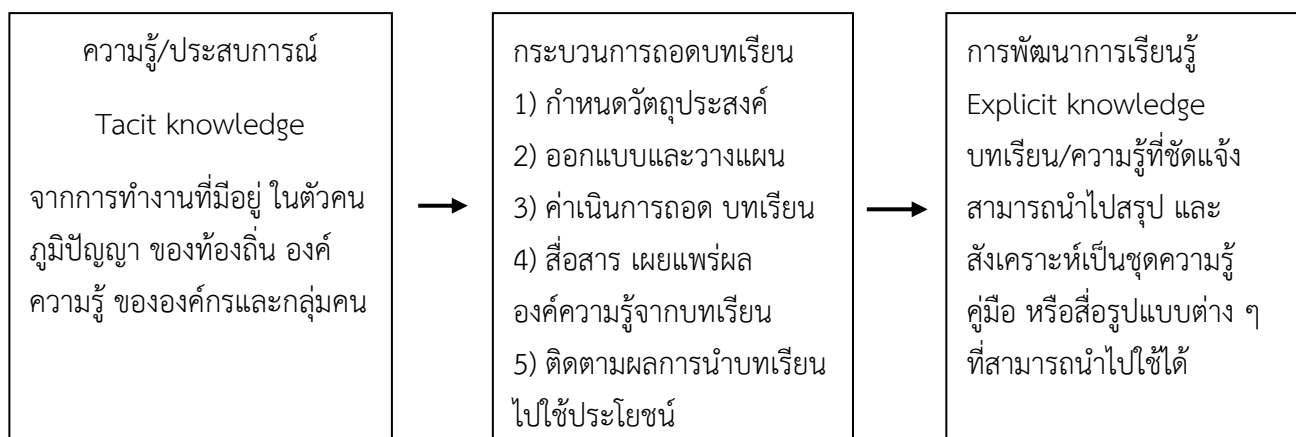 ความรู้/ประสบการณ์
Tacit knowledge
จากการทำงานที่มีอยู่ ในตัวคน
ภูมิปัญญา ของท้องถิ่น องค์
ความรู้ ขององค์กรและกลุ่มคน
กระบวนการถอดบทเรียน
1) กำหนดวัตถุประสงค์
2) ออกแบบและวางแผน
3) ค่าเนินการถอด บทเรียน
4) สื่อสาร เผยแพร่ผล
องค์ความรู้จากบทเรียน
5) ติดตามผลการนำบทเรียน
ไปใช้ประโยชน์
การพัฒนาการเรียนรู้
Explicit knowledge
บทเรียน/ความรู้ที่ชัดแจ้ง
สามารถนำไปสรุป และ
สังเคราะห์เป็นชุดความรู้
คู่มือ หรือสื่อรูปแบบต่าง ๆ
ที่สามารถนำไปใช้ได้